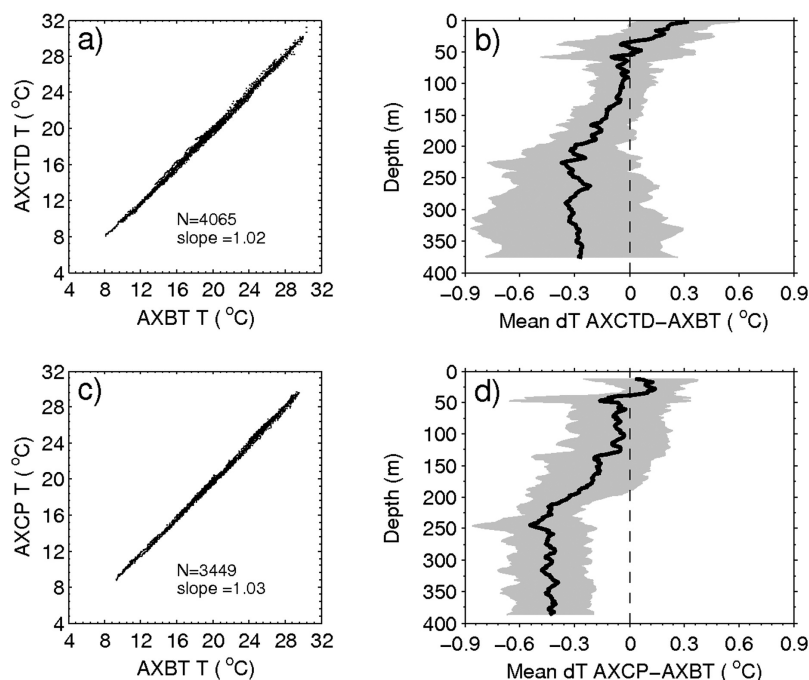 a)
32
28
24
20
16
12
8
4
AXCTD T ( °C)
N=4065
slope =1.02
4 8 12 16 20 24 28 32
AXBT T ( °C)
b)
0
50
100
150
200
250
300
350
400
Depth (m)
−0.9 −0.6 −0.3 0 0.3 0.6 0.9
Mean dT AXCTD−AXBT ( °C)
c)
32
28
24
20
16
12
8
4
AXCP T ( °C)
N=3449
slope =1.03
4 8 12 16 20 24 28 32
AXBT T ( °C)
d)
0
50
100
150
200
250
300
350
400
Depth (m)
−0.9 −0.6 −0.3 0 0.3 0.6 0.9
Mean dT AXCP−AXBT ( °C)